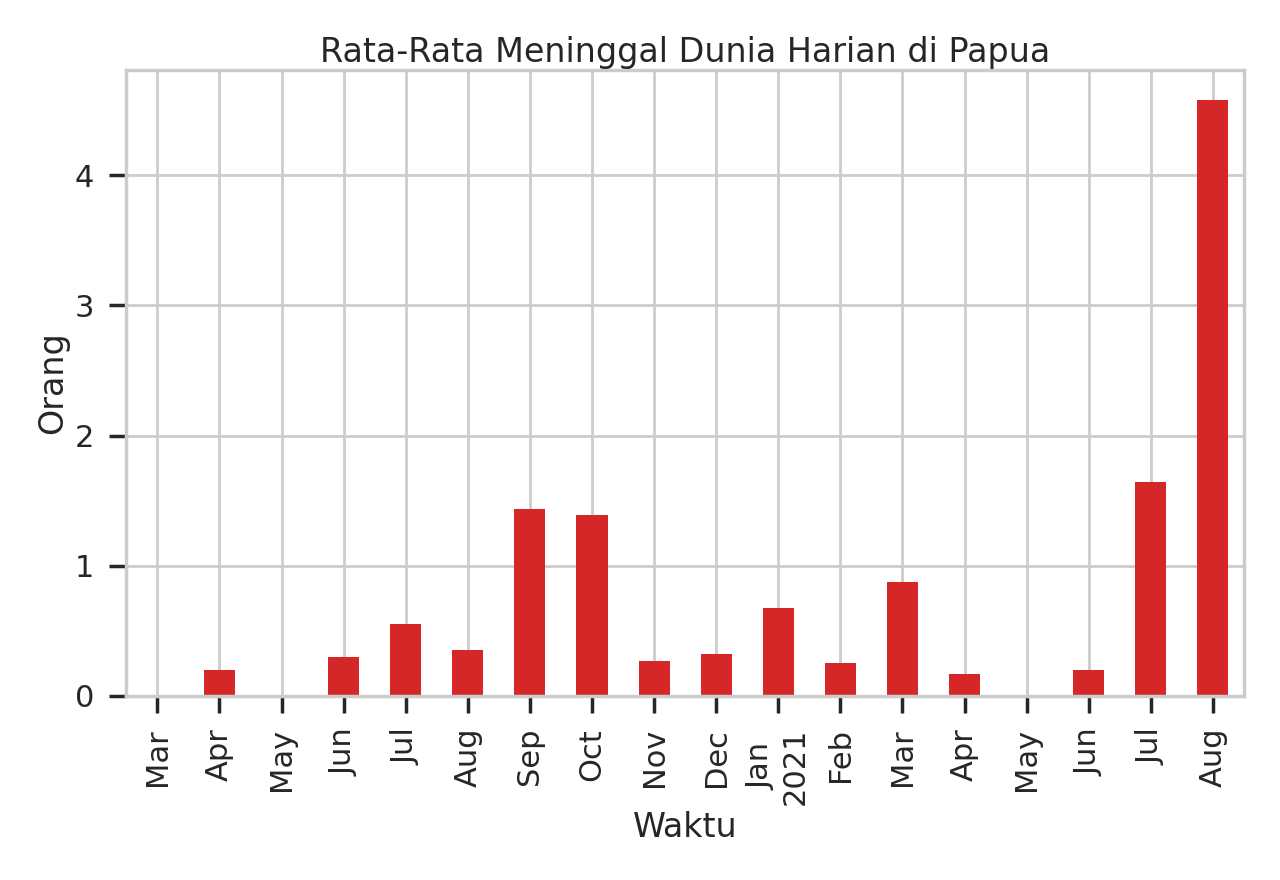 Rata-Rata Meninggal Dunia Harian di Papua
Orang
4
3
2
1
0
Mar
Apr
May
Jun
Jul
Aug
Sep
Oct
Nov
Dec
Jan
2021
Feb
Mar
Apr
May
Jun
Jul
Aug
Waktu